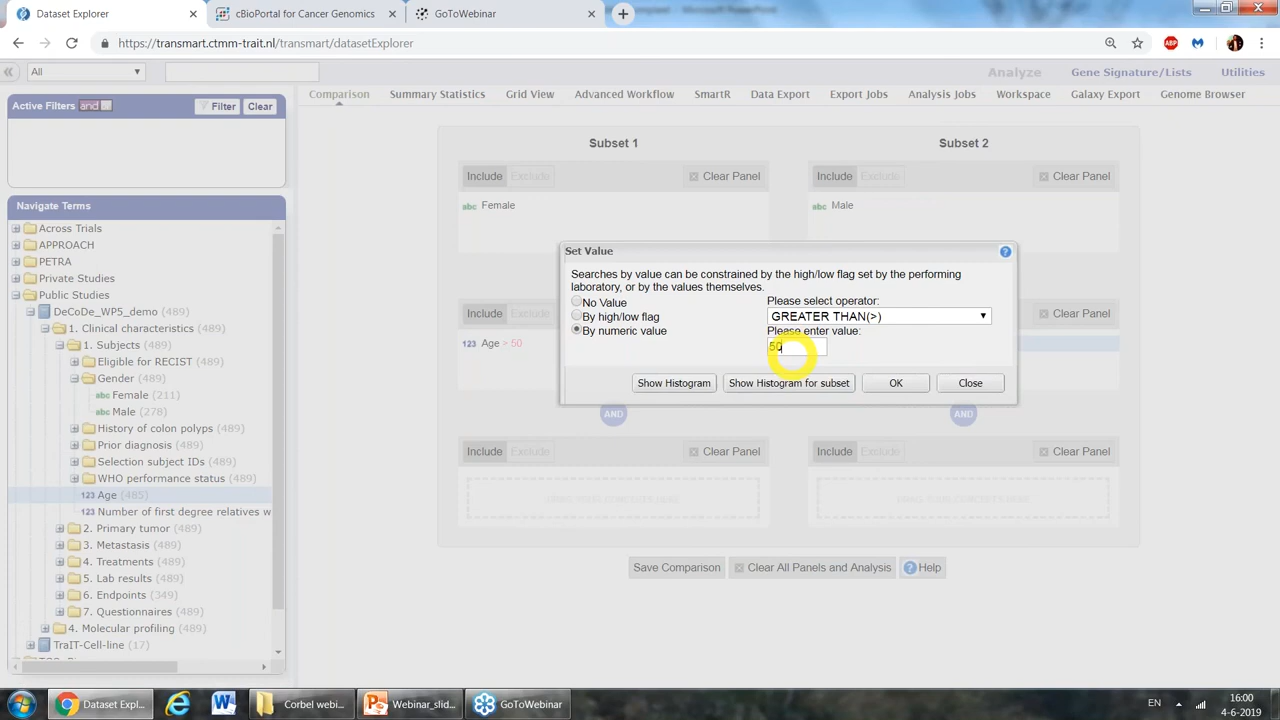 Dataset Explorer
cBioPortal for Cancer Genomics
GoToWebinar
https://transmart.ctmm-trait.nl/transmart/datasetExplorer
ABP
All
Analyze
Gene Signature/Lists
Utilities
Active Filters and
Filter
Clear
Comparison
Summary Statistics
Grid View
Advanced Workflow
SmartR
Data Export
Export Jobs
Analysis Jobs
Workspace
Galaxy Export
Genome Browser
Subset 1
Subset 2
Include
Exclude
Clear Panel
Include
Exclude
Clear Panel
abc Female
abc Male
Navigate Terms
Across Trials
APPROACH
PETRA
Private Studies
Public Studies
DeCoDe_WP5_demo (489)
1. Clinical characteristics (489)
1. Subjects (489)
Eligible for RECIST (489)
Gender (489)
abc Female (211)
abc Male (278)
History of colon polyps (489)
Prior diagnosis (489)
Selection subject IDs (489)
WHO performance status (489)
123 Age (485)
123 Number of first degree relatives w
2. Primary tumor (489)
3. Metastasis (489)
4. Treatments (489)
5. Lab results (489)
6. Endpoints (349)
7. Questionnaires (489)
4. Molecular profiling (489)
TraIT-Cell-line (17)
Set Value
Searches by value can be constrained by the high/low flag set by the performing
laboratory, or by the values themselves.
No Value
By high/low flag
By numeric value
Please select operator:
GREATER THAN(>)
Please enter value:
50
Show Histogram
Show Histogram for subset
OK
Close
Include
Clear Panel
123 Age > 50
AND
AND
Include
Exclude
Clear Panel
Include
Exclude
Clear Panel
Save Comparison
Clear All Panels and Analysis
Help
Dataset Expl...
Corbel webi...
Webinar_slid...
GoToWebinar
EN
16:00
4-6-2019